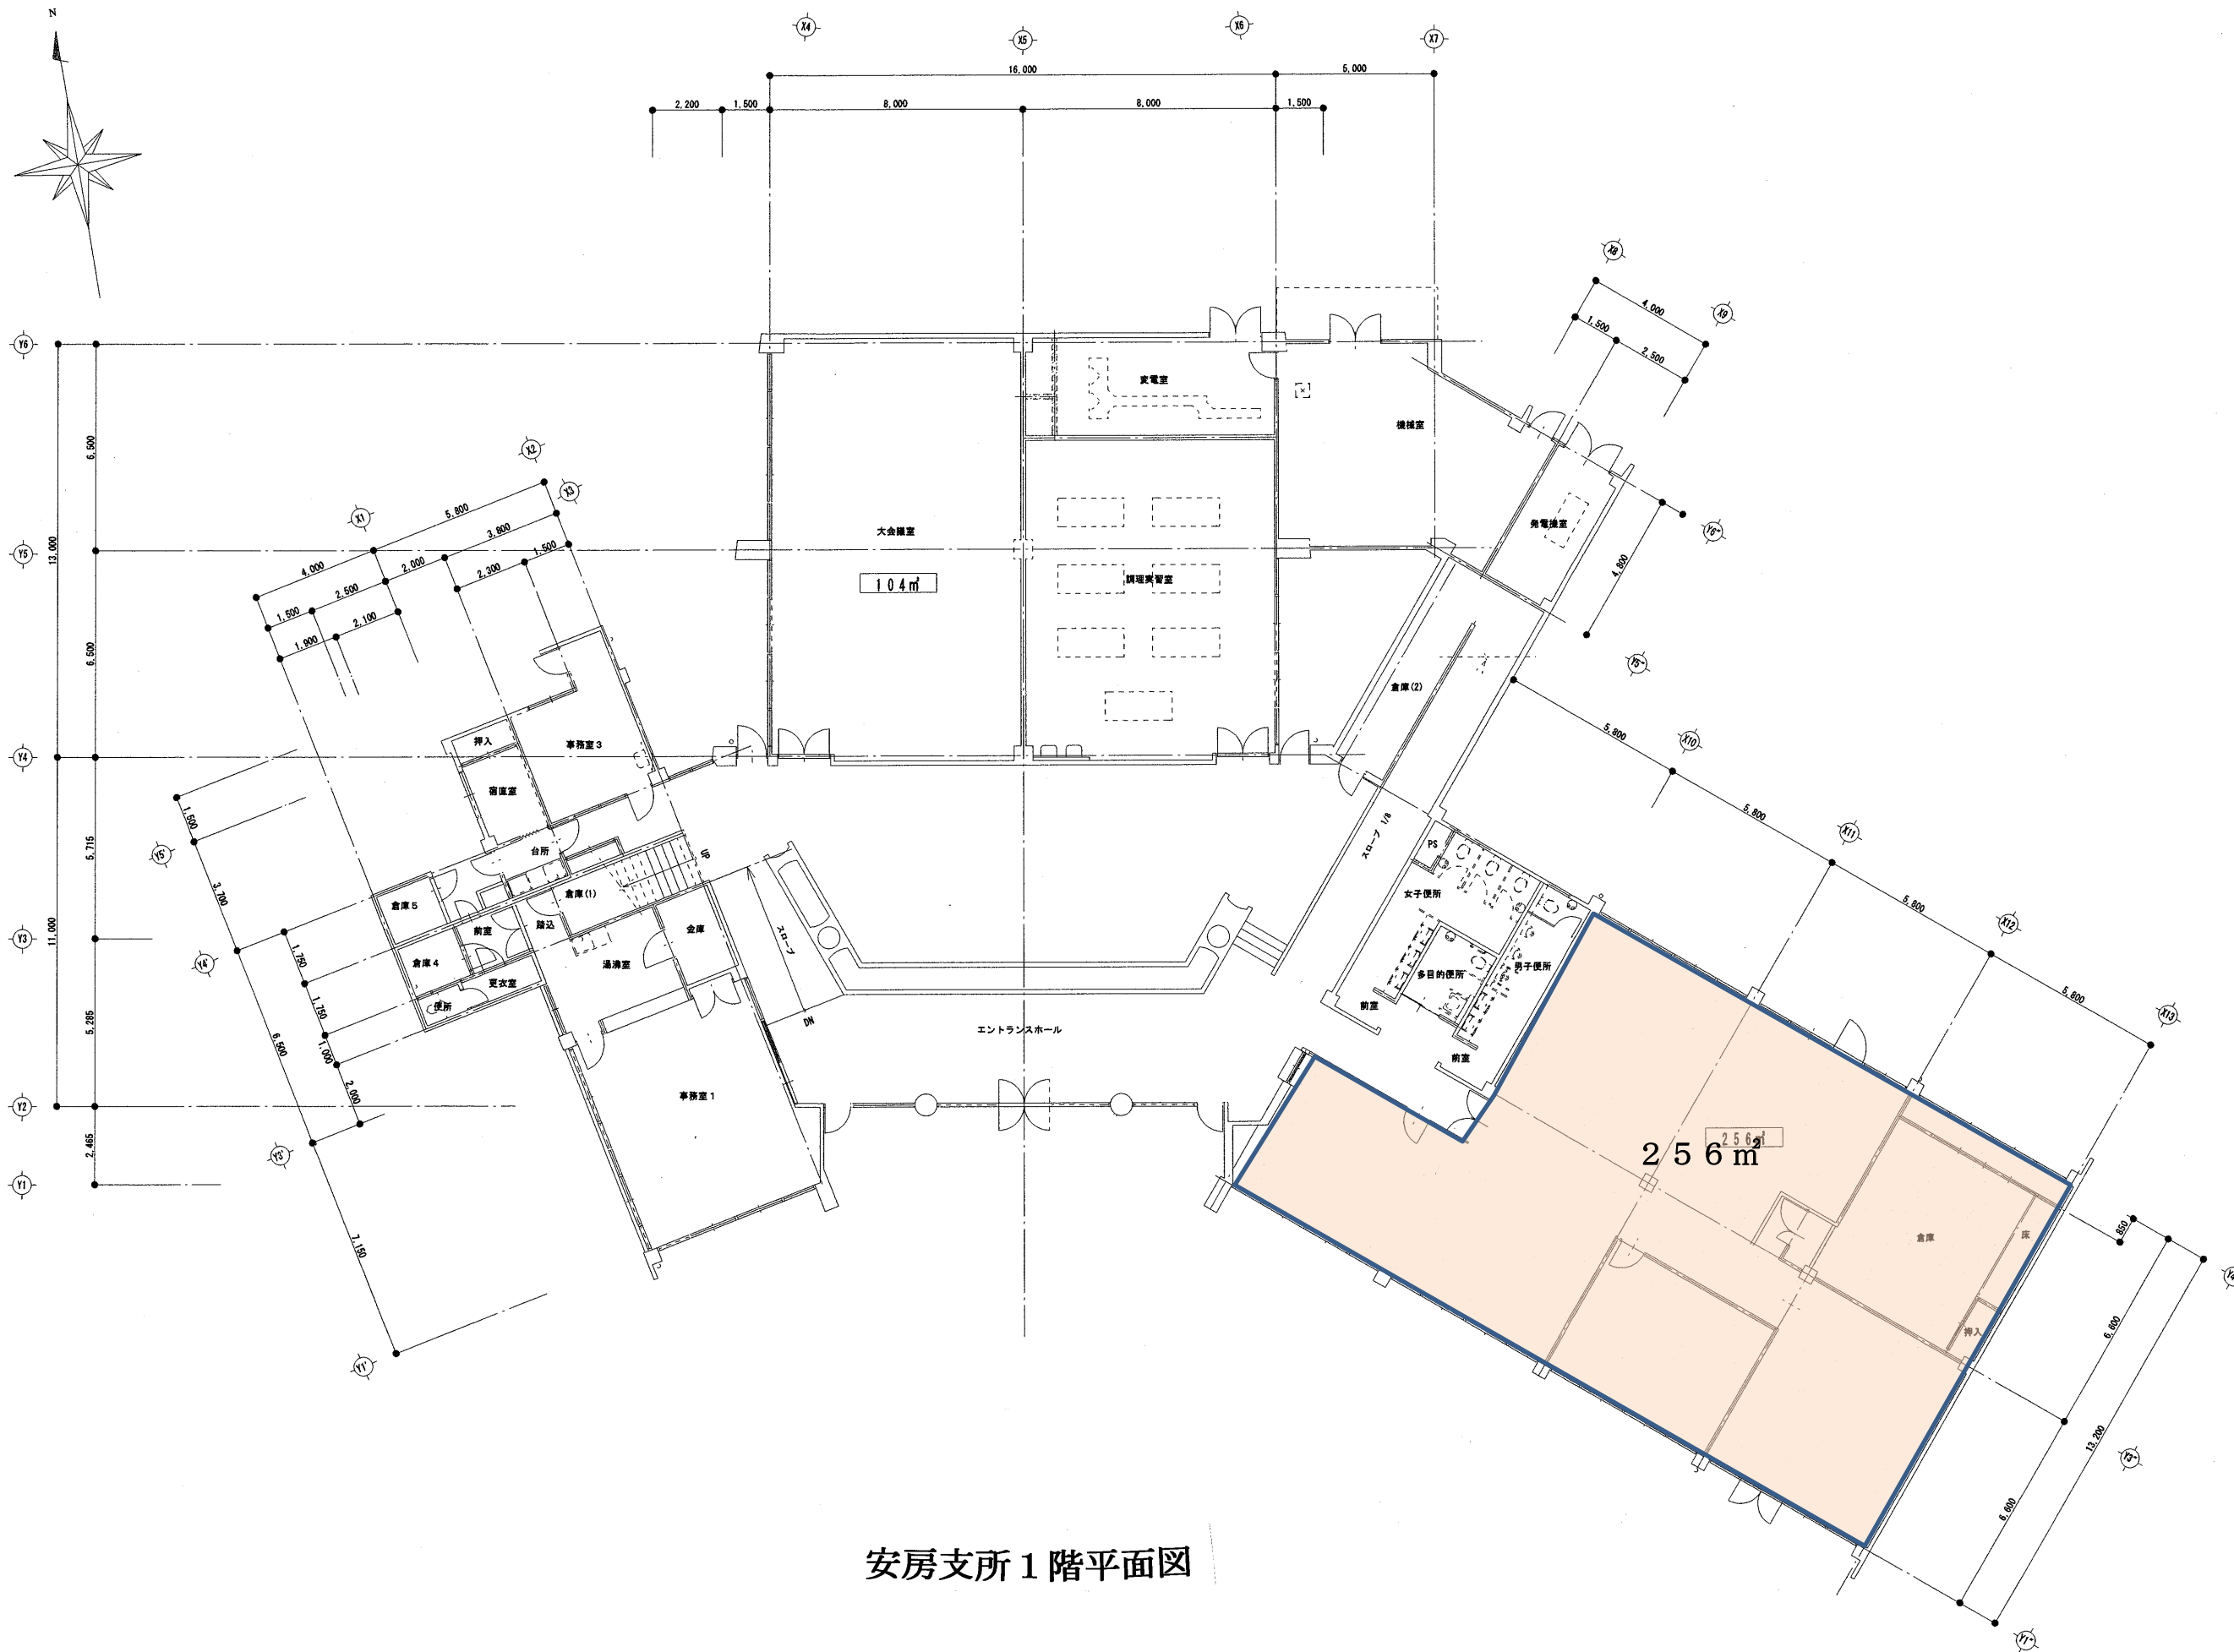 N
X4
X5
X6
X7
16,000
5,000
2,200
1,500
8,000
8,000
1,500
X8
X9
4,000
1,500
2,500
Y6
Y5
Y4
Y3
Y2
Y1
13,000
6,500
6,500
11,000
5,715
5,285
2,465
X1
X2
X3
5,800
3,800
1,500
4,000
2,000
2,300
2,500
1,500
2,100
1,900
変電室
機械室
発電機室
Y6"
4,800
Y5"
大会議室
104㎡
調理実習室
倉庫(2)
スロープ 1/8
押入
事務室3
宿直室
台所
倉庫(1)
UP
倉庫5
前室
踏込
金庫
倉庫4
湯沸室
更衣室
便所
スロープ
DN
事務室1
エントランスホール
PS
女子便所
多目的便所
男子便所
前室
前室
Y5'
1,500
3,700
Y4'
1,750
1,750
1,000
2,000
6,500
Y3'
7,150
Y1'
5,800
X10
5,800
X11
5,800
X12
5,800
X13
256㎡
256㎡
倉庫
床
押入
850
Y4
6,600
13,200
Y3"
6,600
Y1"
安房支所1階平面図